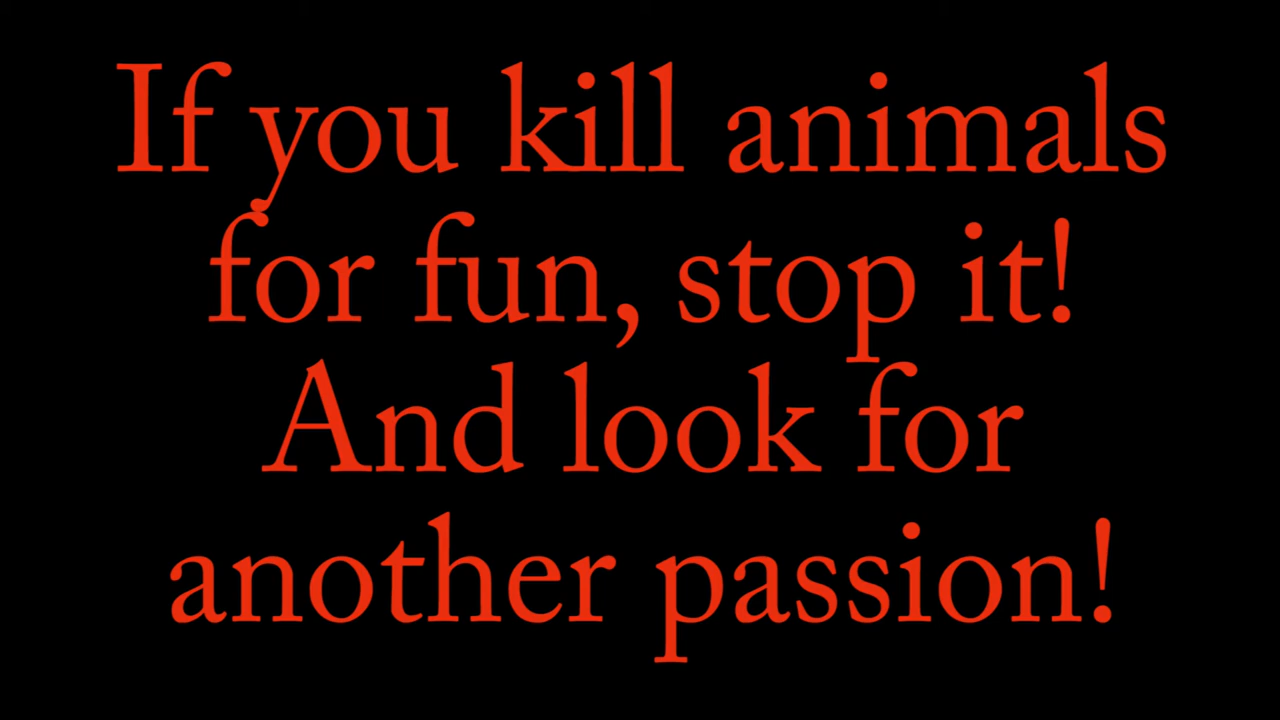 If you kill animals
for fun, stop it!
And look for
another passion!